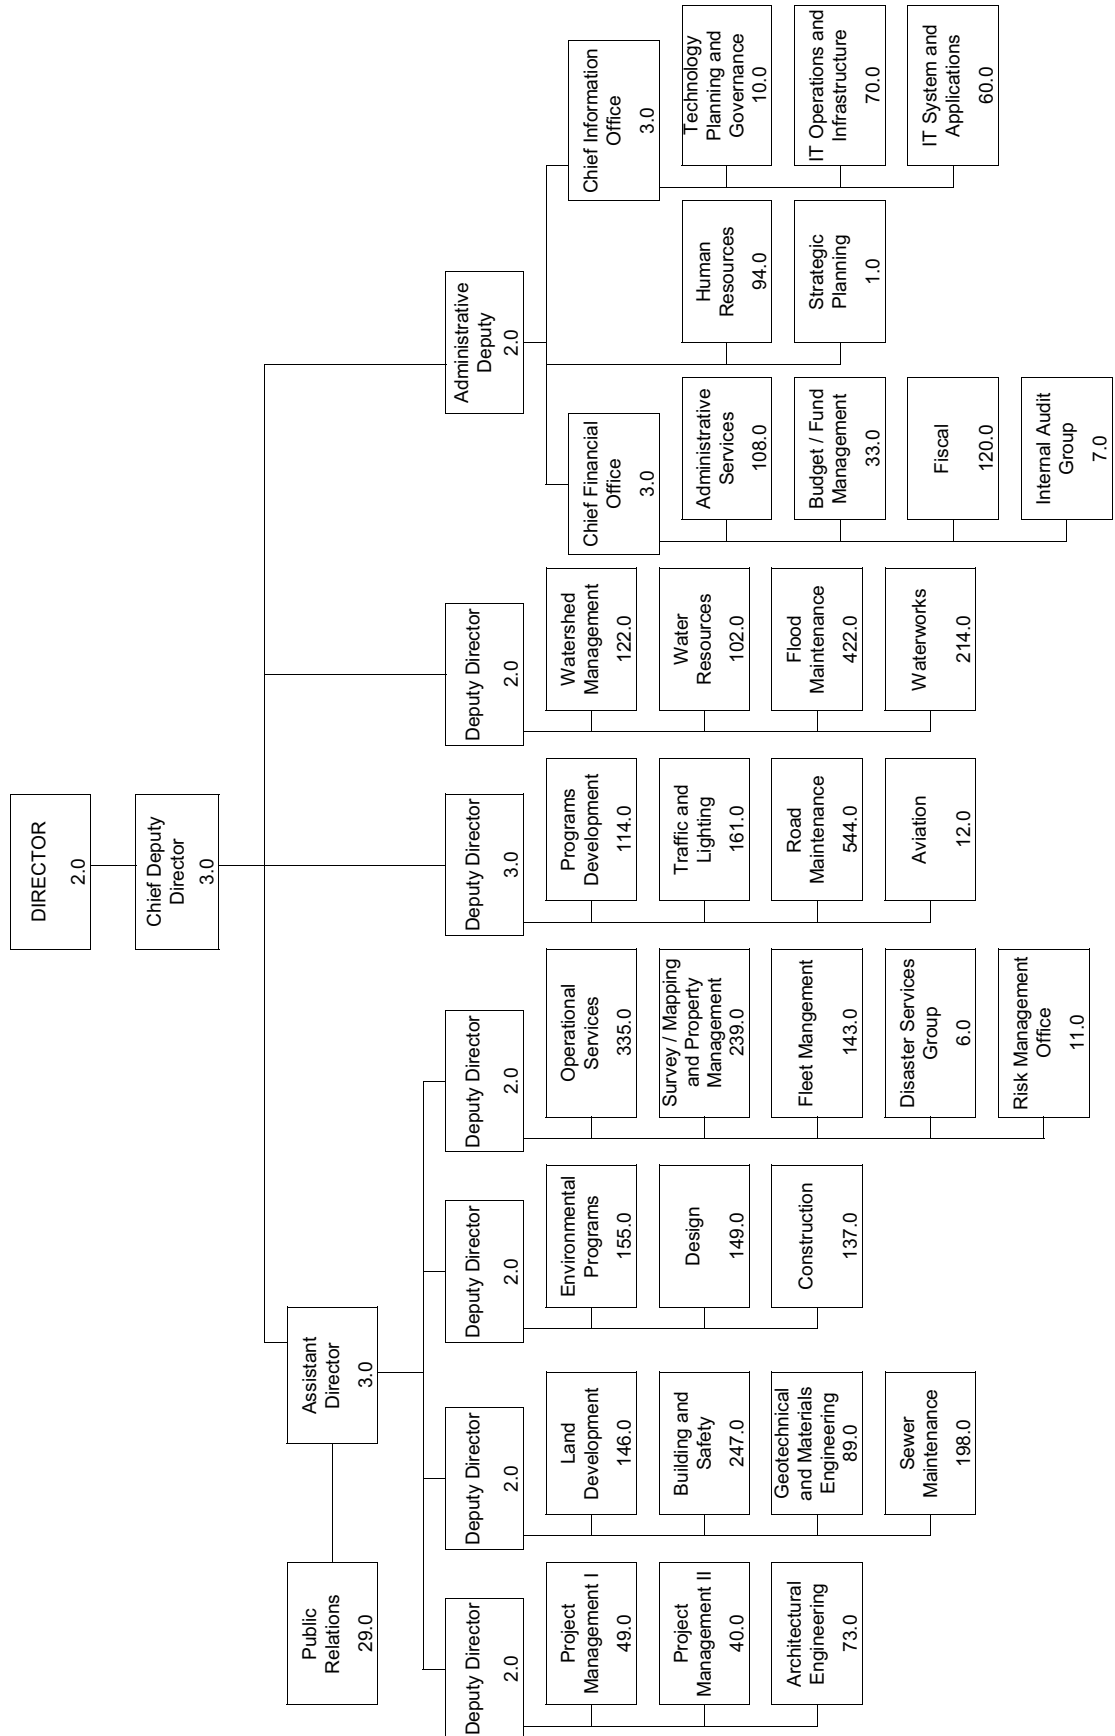 DIRECTOR
2.0
Chief Deputy
Director
3.0
Public
Relations
29.0
Assistant
Director
3.0
Deputy Director
2.0
Project
Management I
49.0
Project
Management II
40.0
Architectural
Engineering
73.0
Deputy Director
2.0
Land
Development
146.0
Building and
Safety
247.0
Geotechnical
and Materials
Engineering
89.0
Sewer
Maintenance
198.0
Deputy Director
2.0
Environmental
Programs
155.0
Design
149.0
Construction
137.0
Deputy Director
2.0
Operational
Services
335.0
Survey / Mapping
and Property
Management
239.0
Fleet Mangement
143.0
Disaster Services
Group
6.0
Risk Management
Office
11.0
Deputy Director
3.0
Programs
Development
114.0
Traffic and
Lighting
161.0
Road
Maintenance
544.0
Aviation
12.0
Deputy Director
2.0
Watershed
Management
122.0
Water
Resources
102.0
Flood
Maintenance
422.0
Waterworks
214.0
Administrative
Deputy
2.0
Chief Financial
Office
3.0
Administrative
Services
108.0
Budget / Fund
Management
33.0
Fiscal
120.0
Internal Audit
Group
7.0
Human
Resources
94.0
Strategic
Planning
1.0
Chief Information
Office
3.0
Technology
Planning and
Governance
10.0
IT Operations and
Infrastructure
70.0
IT System and
Applications
60.0